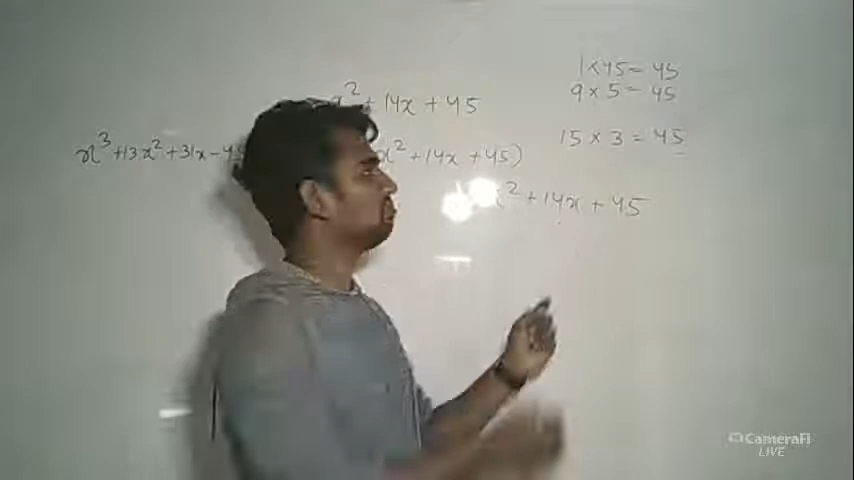 x² + 14x + 45
x³ +13x² +31x - 45
x² +14x +45)
1 x 45 = 45
9 x 5 = 45
15 x 3 = 45
x² + 14x + 45
CameraFi
LIVE